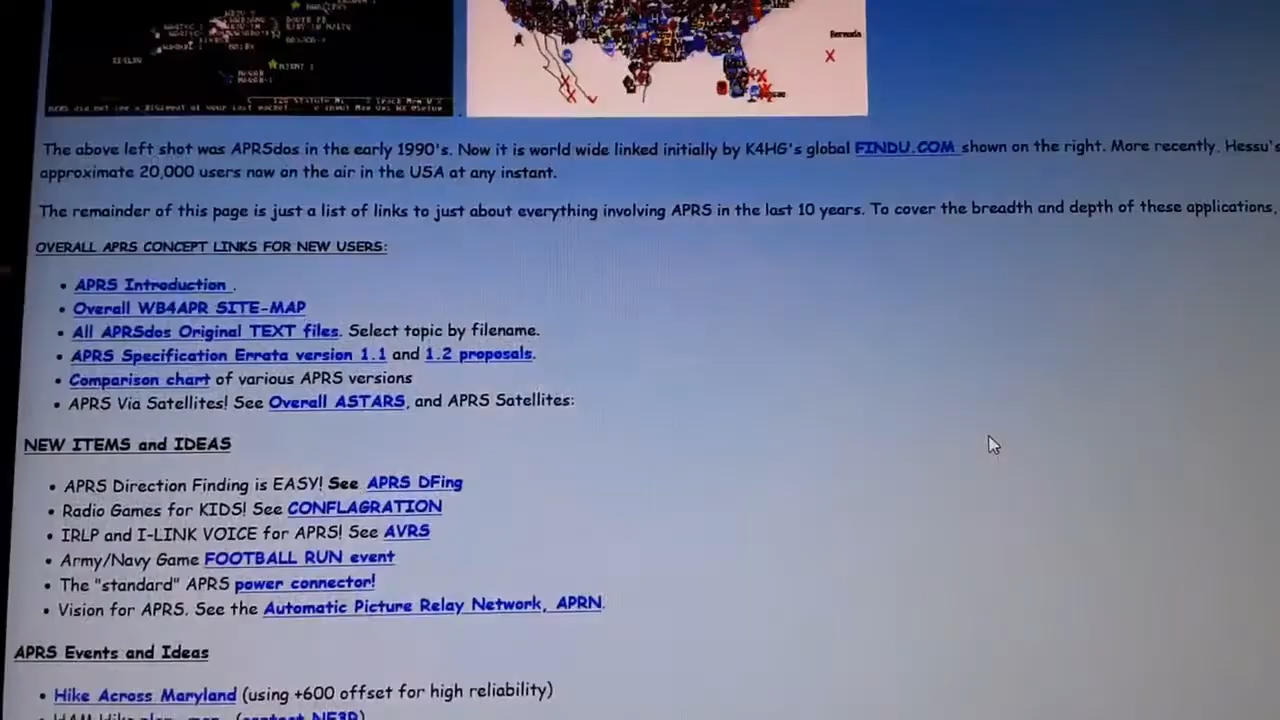 Bermuda
The above left shot was APRSdos in the early 1990's. Now it is world wide linked initially by K4HG's global FINDU.COM shown on the right. More recently, Hessu's
approximate 20,000 users now on the air in the USA at any instant.
The remainder of this page is just a list of links to just about everything involving APRS in the last 10 years. To cover the breadth and depth of these applications,
OVERALL APRS CONCEPT LINKS FOR NEW USERS:
• APRS Introduction .
• Overall WB4APR SITE-MAP
• All APRSdos Original TEXT files. Select topic by filename.
• APRS Specification Errata version 1.1 and 1.2 proposals.
• Comparison chart of various APRS versions
• APRS Via Satellites! See Overall ASTARS, and APRS Satellites:
NEW ITEMS and IDEAS
• APRS Direction Finding is EASY! See APRS DFing
• Radio Games for KIDS! See CONFLAGRATION
• IRLP and I-LINK VOICE for APRS! See AVRS
• Army/Navy Game FOOTBALL RUN event
• The "standard" APRS power connector!
• Vision for APRS. See the Automatic Picture Relay Network, APRN.
APRS Events and Ideas
• Hike Across Maryland (using +600 offset for high reliability)